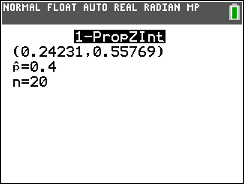 NORMAL FLOAT AUTO REAL RADIAN MP
1-PropZInt
(0.24231,0.55769)
p̂=0.4
n=20